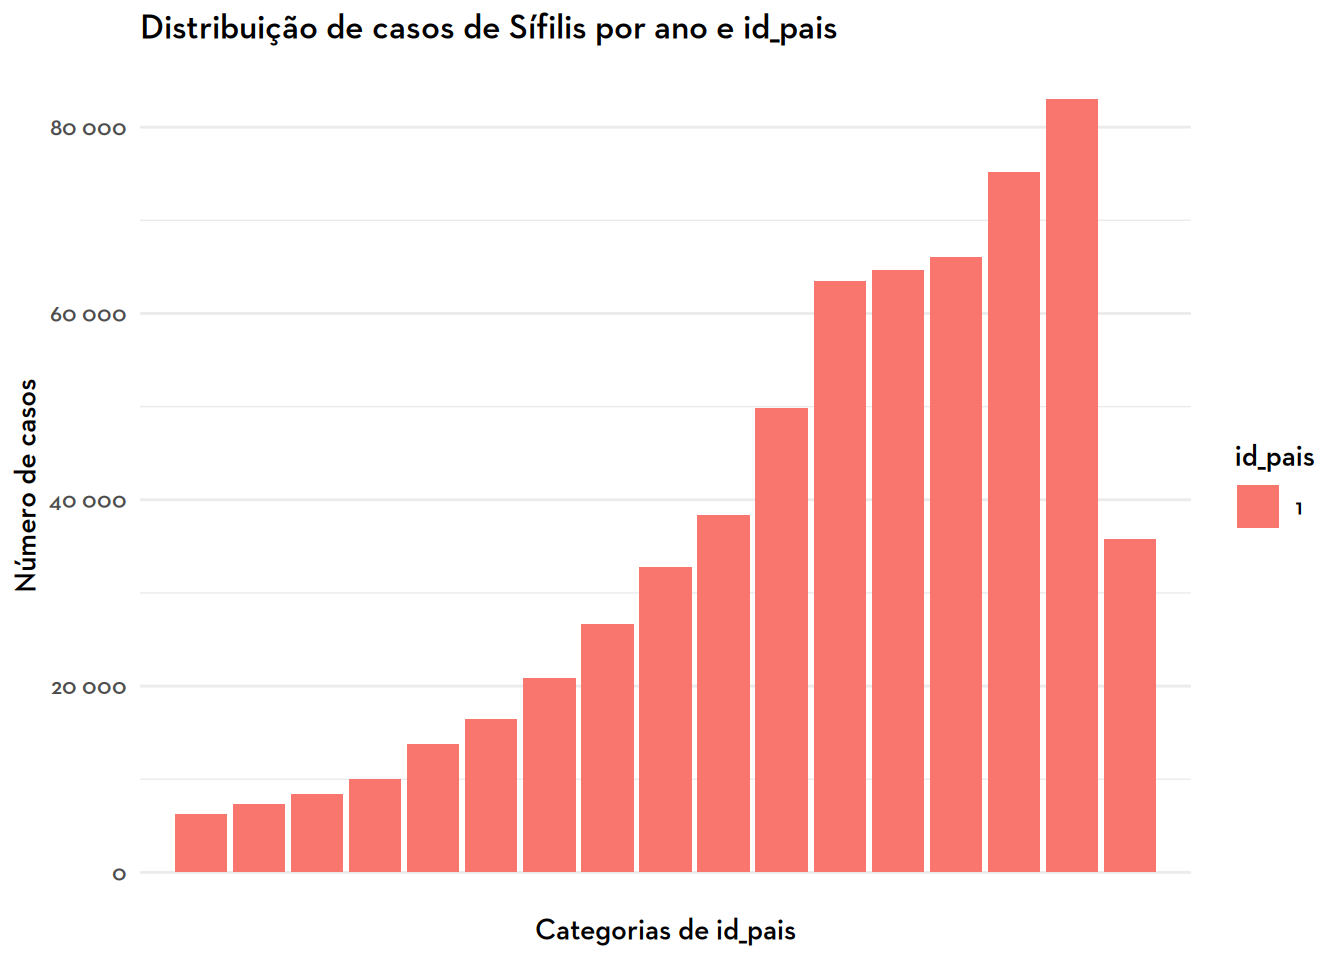 Distribuição de casos de Sífilis por ano e id_pais
80 000
60 000
40 000
20 000
0
Número de casos
Categorias de id_pais
id_pais
1